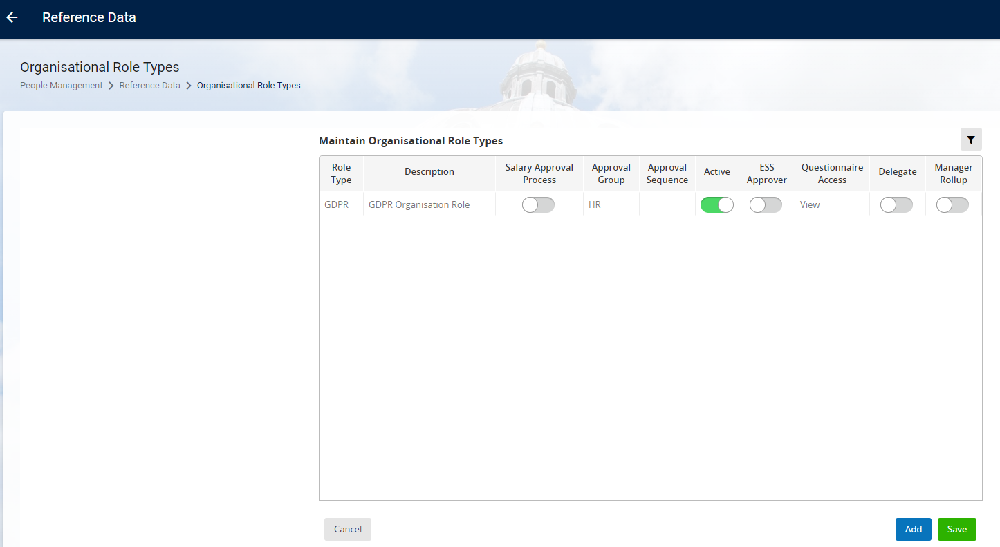 Reference Data
Organisational Role Types
People Management > Reference Data > Organisational Role Types
Maintain Organisational Role Types
Role Type Description Salary Approval Process Approval Group Approval Sequence Active ESS Approver Questionnaire Access Delegate Manager Rollup
GDPR GDPR Organisation Role HR View
Cancel Add Save